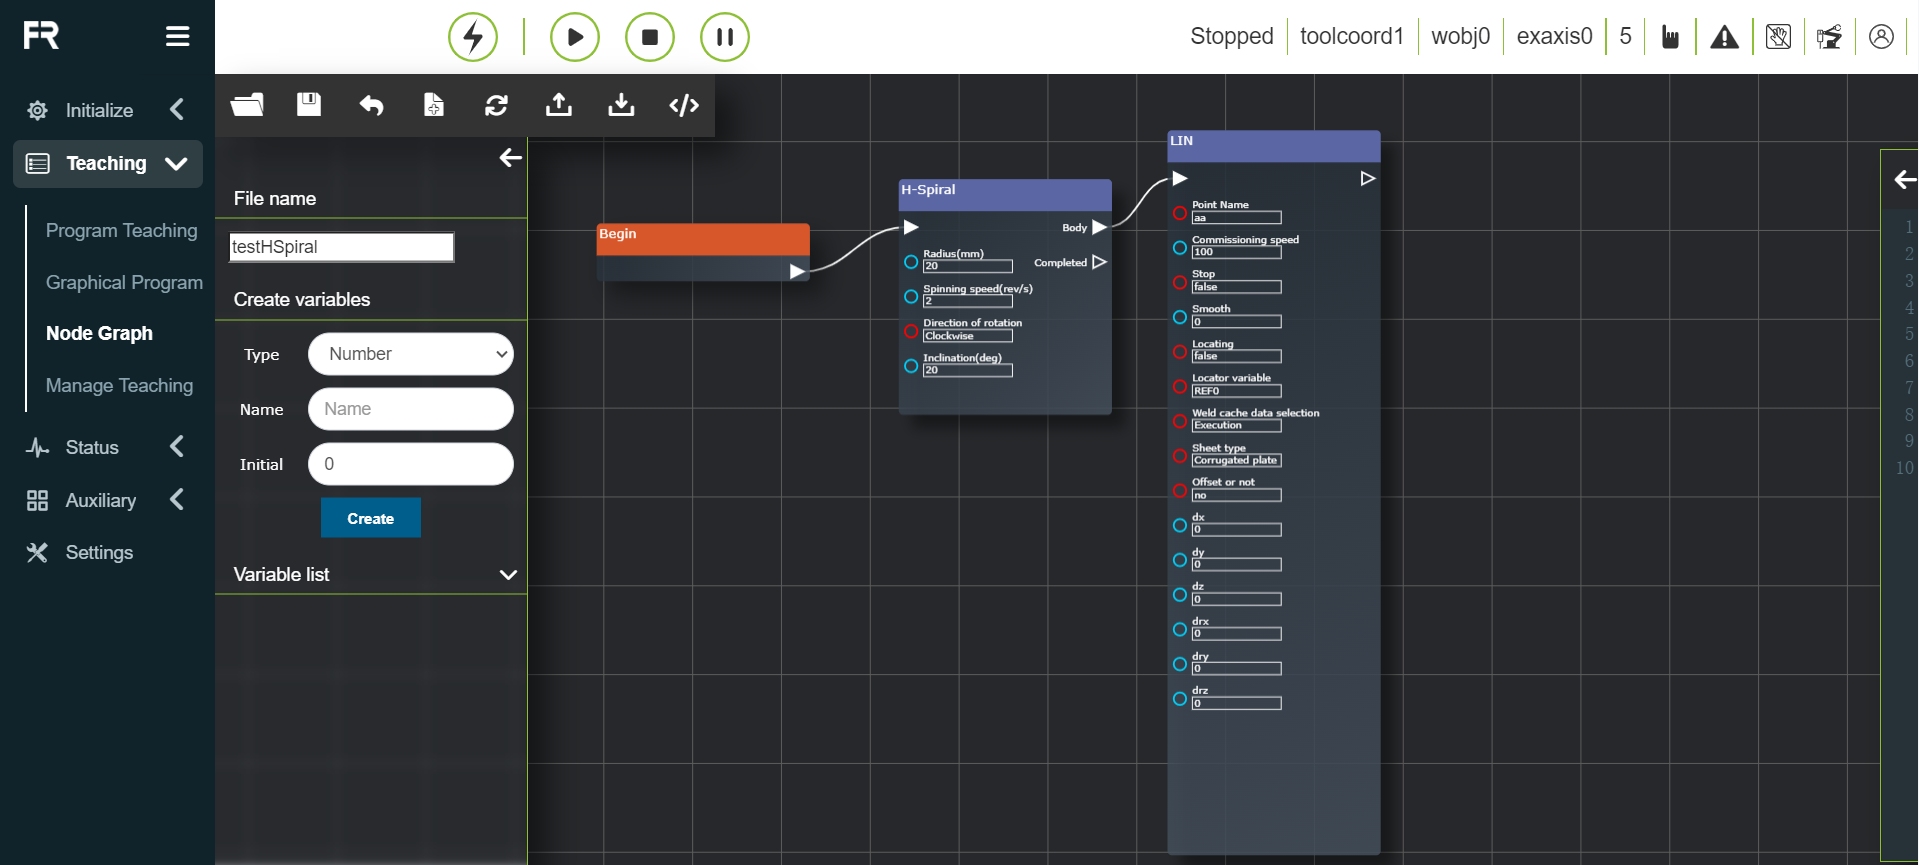 FR
Stopped
toolcoord1
wobj0
exaxis0
5
Initialize
Teaching
Program Teaching
Graphical Program
Node Graph
Manage Teaching
Status
Auxiliary
Settings
File name
testHSpiral
Create variables
Type
Number
Name
Name
Initial
0
Create
Variable list
Begin
H-Spiral
Body
Completed
Radius(mm)
20
Spinning speed(rev/s)
2
Direction of rotation
Clockwise
Inclination(deg)
20
LIN
Point Name
aa
Commissioning speed
100
Stop
false
Smooth
0
Locating
false
Locator variable
REF0
Weld cache data selection
Execution
Sheet type
Corrugated plate
Offset or not
no
dx
0
dy
0
dz
0
drx
0
dry
0
drz
0
1
2
3
4
5
6
7
8
9
10